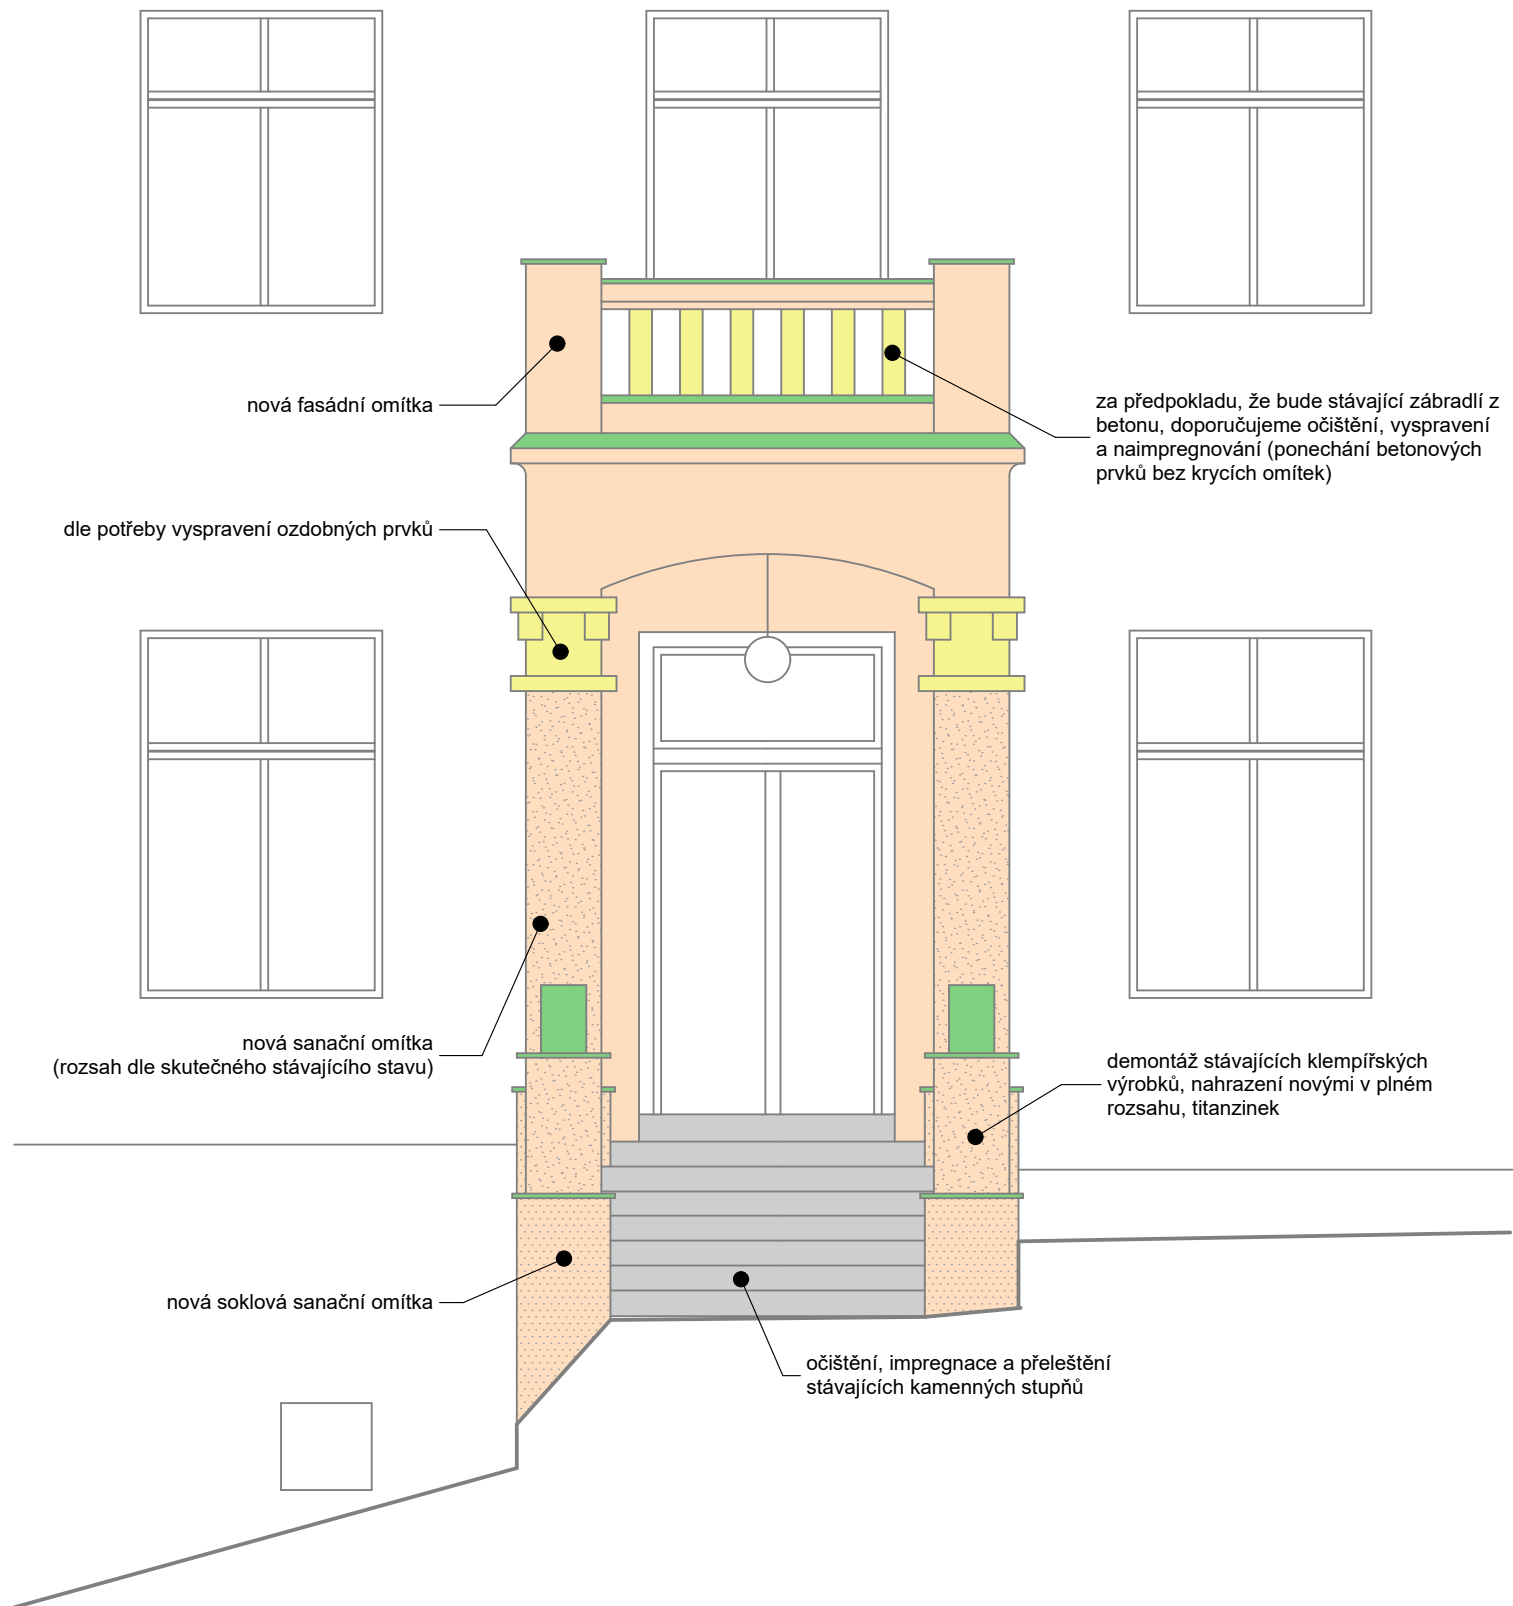 nová fasádní omítka
za předpokladu, že bude stávající zábradlí z
betonu, doporučujeme očištění, vyspravení
a naimpregnování (ponechání betonových
prvků bez krycích omítek)
dle potřeby vyspravení ozdobných prvků
nová sanační omítka
(rozsah dle skutečného stávajícího stavu)
demontáž stávajících klempířských
výrobků, nahrazení novými v plném
rozsahu, titanzinek
nová soklová sanační omítka
očištění, impregnace a přeleštění
stávajících kamenných stupňů